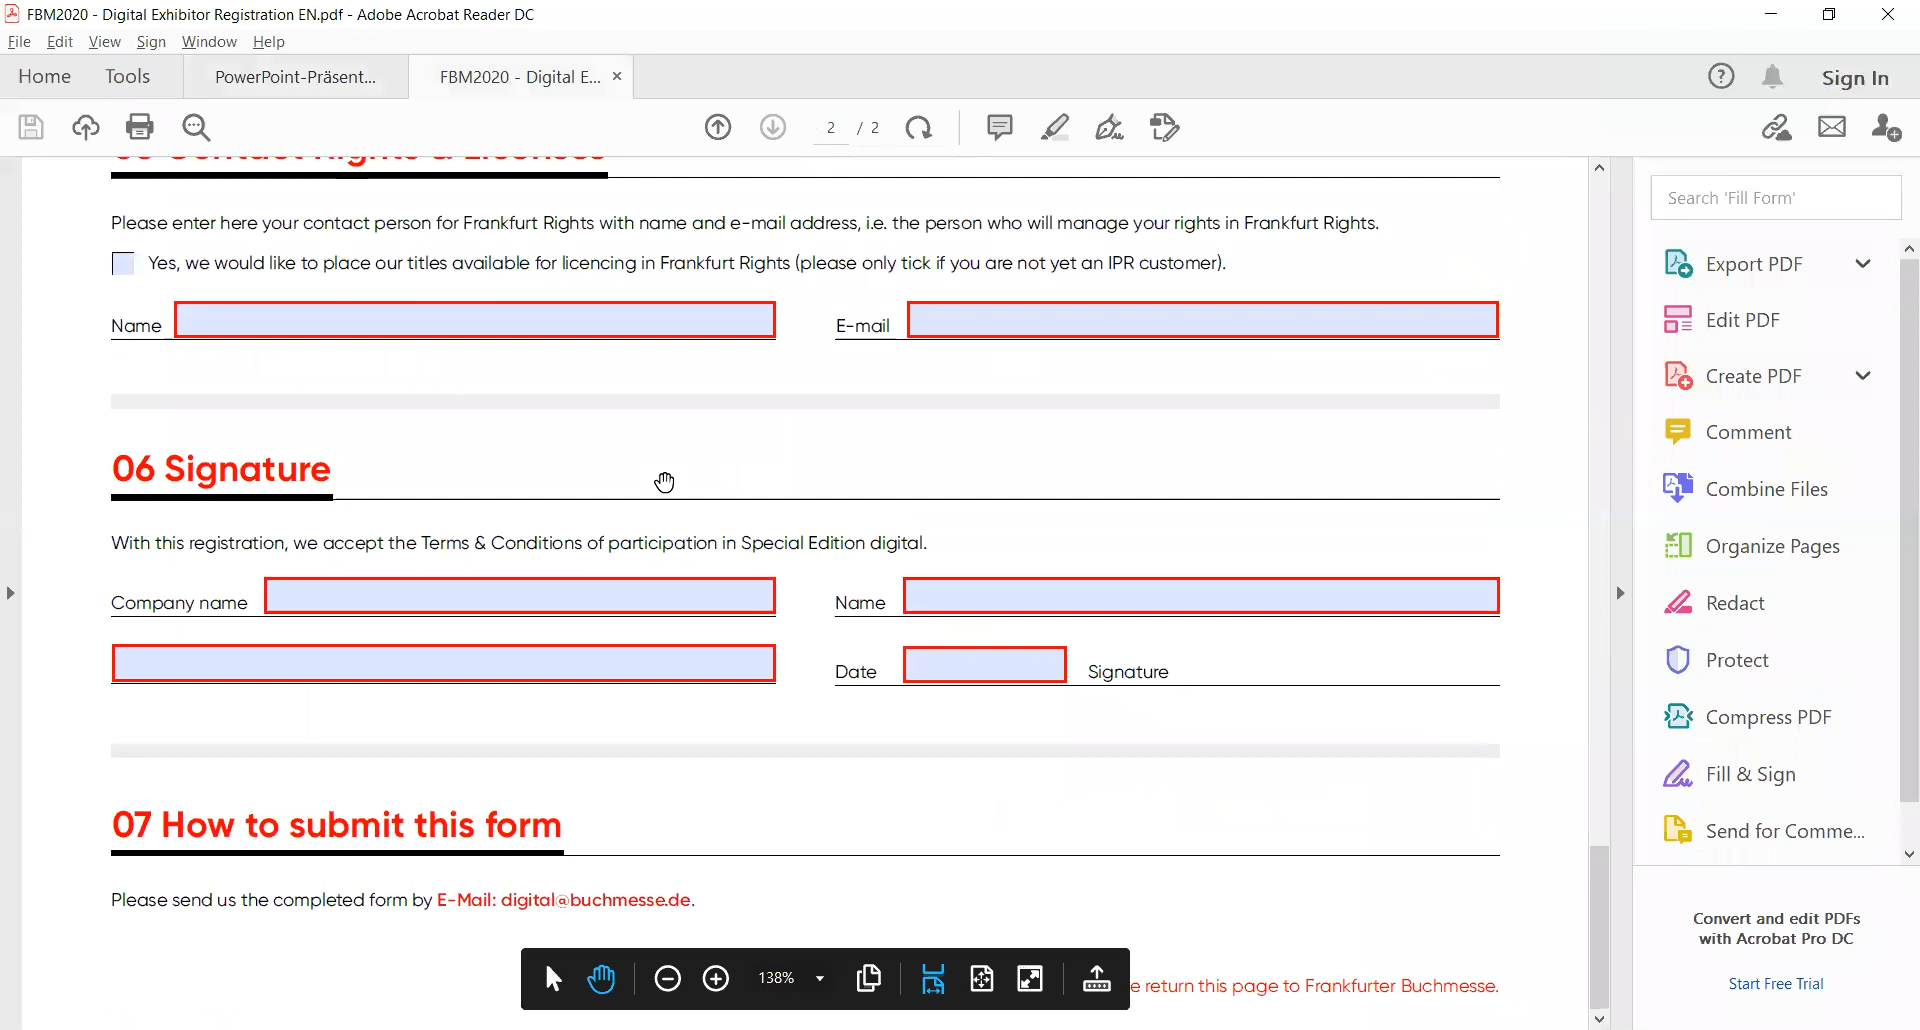 FBM2020 - Digital Exhibitor Registration EN.pdf - Adobe Acrobat Reader DC
File Edit View Sign Window Help
Home Tools PowerPoint-Präsent... FBM2020 - Digital E... × ? Sign In
2 / 2
Please enter here your contact person for Frankfurt Rights with name and e-mail address, i.e. the person who will manage your rights in Frankfurt Rights.
Yes, we would like to place our titles available for licencing in Frankfurt Rights (please only tick if you are not yet an IPR customer).
Name E-mail
06 Signature
With this registration, we accept the Terms & Conditions of participation in Special Edition digital.
Company name Name
Date Signature
07 How to submit this form
Please send us the completed form by E-Mail: digital@buchmesse.de.
e return this page to Frankfurter Buchmesse.
138%
Search 'Fill Form'
Export PDF
Edit PDF
Create PDF
Comment
Combine Files
Organize Pages
Redact
Protect
Compress PDF
Fill & Sign
Send for Comme...
Convert and edit PDFs
with Acrobat Pro DC
Start Free Trial